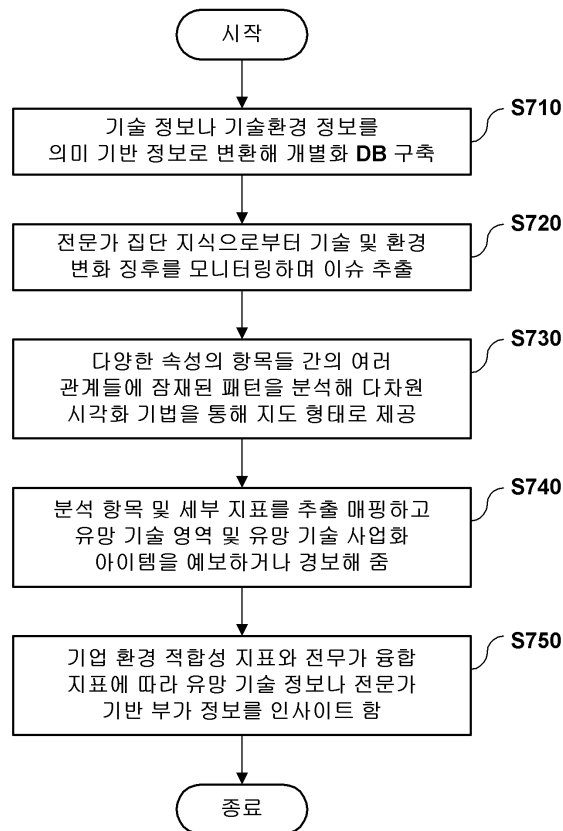 시작
S710
기술 정보나 기술환경 정보를
의미 기반 정보로 변환해 개별화 DB 구축
S720
전문가 집단 지식으로부터 기술 및 환경
변화 징후를 모니터링하며 이슈 추출
S730
다양한 속성의 항목들 간의 여러
관계들에 잠재된 패턴을 분석해 다차원
시각화 기법을 통해 지도 형태로 제공
S740
분석 항목 및 세부 지표를 추출 매핑하고
유망 기술 영역 및 유망 기술 사업화
아이템을 예보하거나 경보해 줌
S750
기업 환경 적합성 지표와 전무가 융합
지표에 따라 유망 기술 정보나 전문가
기반 부가 정보를 인사이트 함
종료